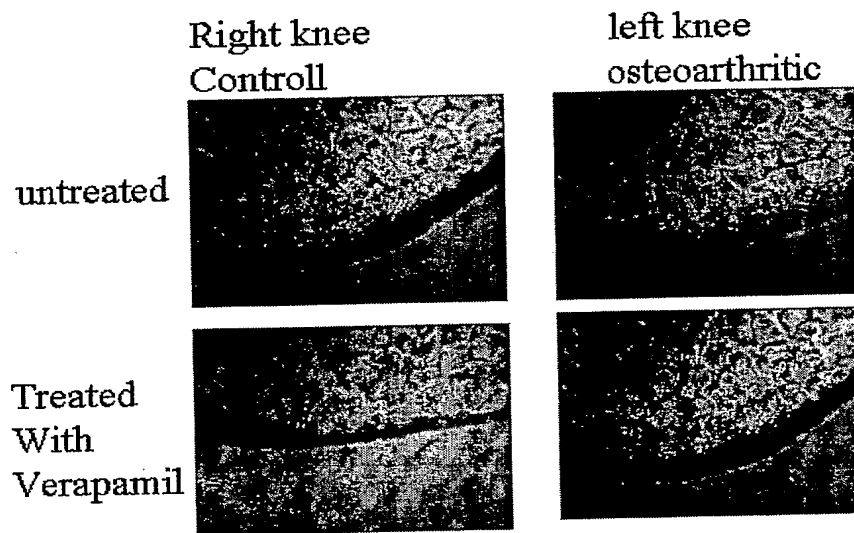 Right knee
Controll
left knee
osteoarthritic
untreated
Treated
With
Verapamil